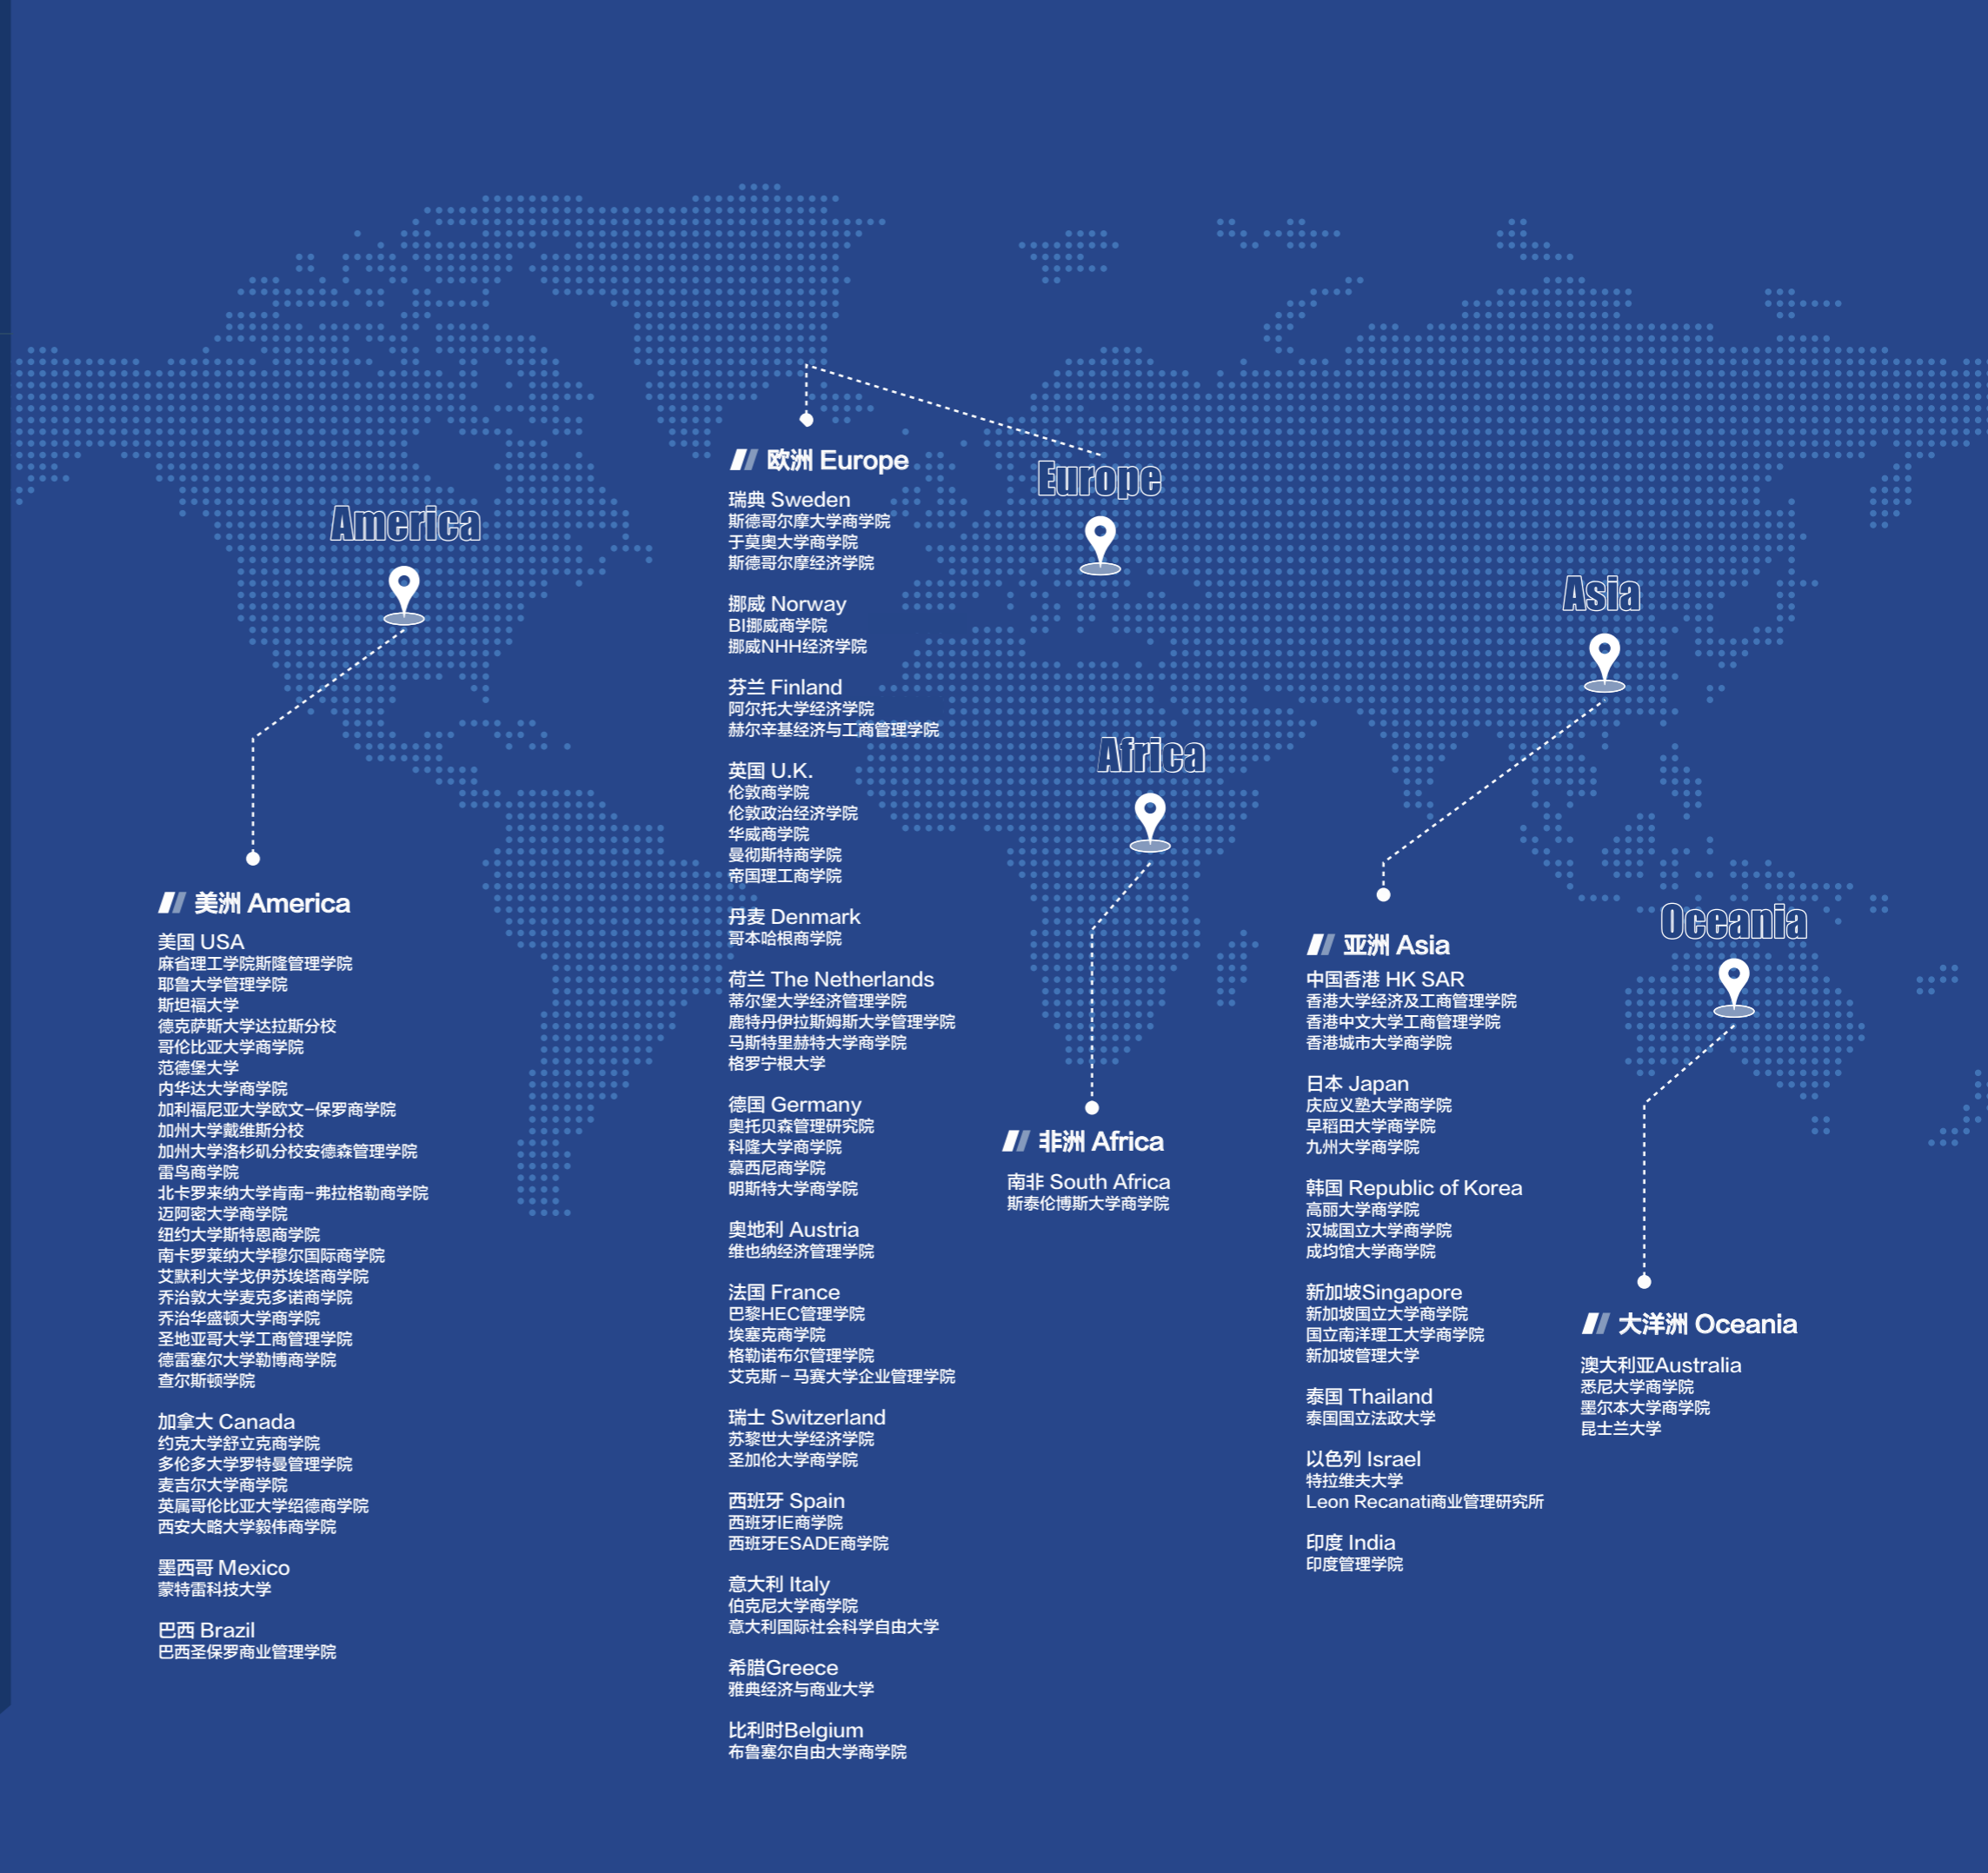 America
Europe
Asia
Africa
Oceania
美洲 America
美国 USA
麻省理工学院斯隆管理学院
耶鲁大学管理学院
斯坦福大学
德克萨斯大学达拉斯分校
哥伦比亚大学商学院
范德堡大学
内华达大学商学院
加利福尼亚大学欧文-保罗商学院
加州大学戴维斯分校
加州大学洛杉矶分校安德森管理学院
雷鸟商学院
北卡罗来纳大学肯南-弗拉格勒商学院
迈阿密大学商学院
纽约大学斯特恩商学院
南卡罗莱纳大学穆尔国际商学院
艾默利大学戈伊苏埃塔商学院
乔治敦大学麦克多诺商学院
乔治华盛顿大学商学院
圣地亚哥大学工商管理学院
德雷塞尔大学勒博商学院
查尔斯顿学院
加拿大 Canada
约克大学舒立克商学院
多伦多大学罗特曼管理学院
麦吉尔大学商学院
英属哥伦比亚大学绍德商学院
西安大略大学毅伟商学院
墨西哥 Mexico
蒙特雷科技大学
巴西 Brazil
巴西圣保罗商业管理学院
欧洲 Europe
瑞典 Sweden
斯德哥尔摩大学商学院
于莫奥大学商学院
斯德哥尔摩经济学院
挪威 Norway
BI挪威商学院
挪威NHH经济学院
芬兰 Finland
阿尔托大学经济学院
赫尔辛基经济与工商管理学院
英国 U.K.
伦敦商学院
伦敦政治经济学院
华威商学院
曼彻斯特商学院
帝国理工商学院
丹麦 Denmark
哥本哈根商学院
荷兰 The Netherlands
蒂尔堡大学经济管理学院
鹿特丹伊拉斯姆斯大学管理学院
马斯特里赫特大学商学院
格罗宁根大学
德国 Germany
奥托贝森管理研究院
科隆大学商学院
慕西尼商学院
明斯特大学商学院
奥地利 Austria
维也纳经济管理学院
法国 France
巴黎HEC管理学院
埃塞克商学院
格勒诺布尔管理学院
艾克斯-马赛大学企业管理学院
瑞士 Switzerland
苏黎世大学经济学院
圣加伦大学商学院
西班牙 Spain
西班牙IE商学院
西班牙ESADE商学院
意大利 Italy
伯克尼大学商学院
意大利国际社会科学自由大学
希腊Greece
雅典经济与商业大学
比利时Belgium
布鲁塞尔自由大学商学院
非洲 Africa
南非 South Africa
斯泰伦博斯大学商学院
亚洲 Asia
中国香港 HK SAR
香港大学经济及工商管理学院
香港中文大学工商管理学院
香港城市大学商学院
日本 Japan
庆应义塾大学商学院
早稻田大学商学院
九州大学商学院
韩国 Republic of Korea
高丽大学商学院
汉城国立大学商学院
成均馆大学商学院
新加坡Singapore
新加坡国立大学商学院
国立南洋理工大学商学院
新加坡管理大学
泰国 Thailand
泰国国立法政大学
以色列 Israel
特拉维夫大学
Leon Recanati商业管理研究所
印度 India
印度管理学院
大洋洲 Oceania
澳大利亚Australia
悉尼大学商学院
墨尔本大学商学院
昆士兰大学